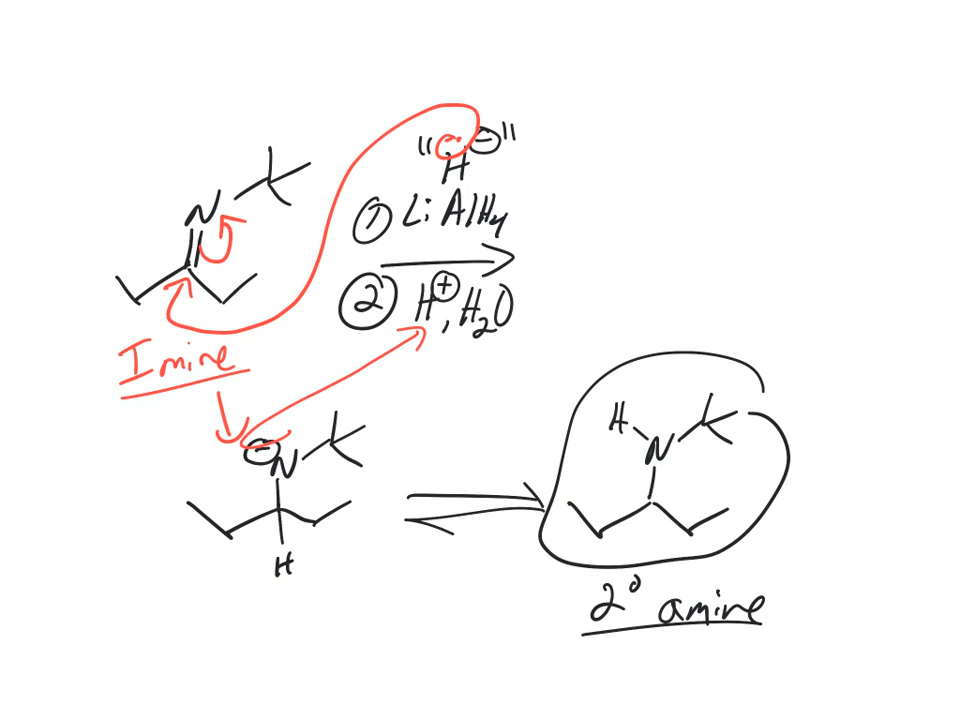 "H⊖"
N
① LiAlH4
② H⊕, H2O
Imine
⊖N
H
H
N
2° amine